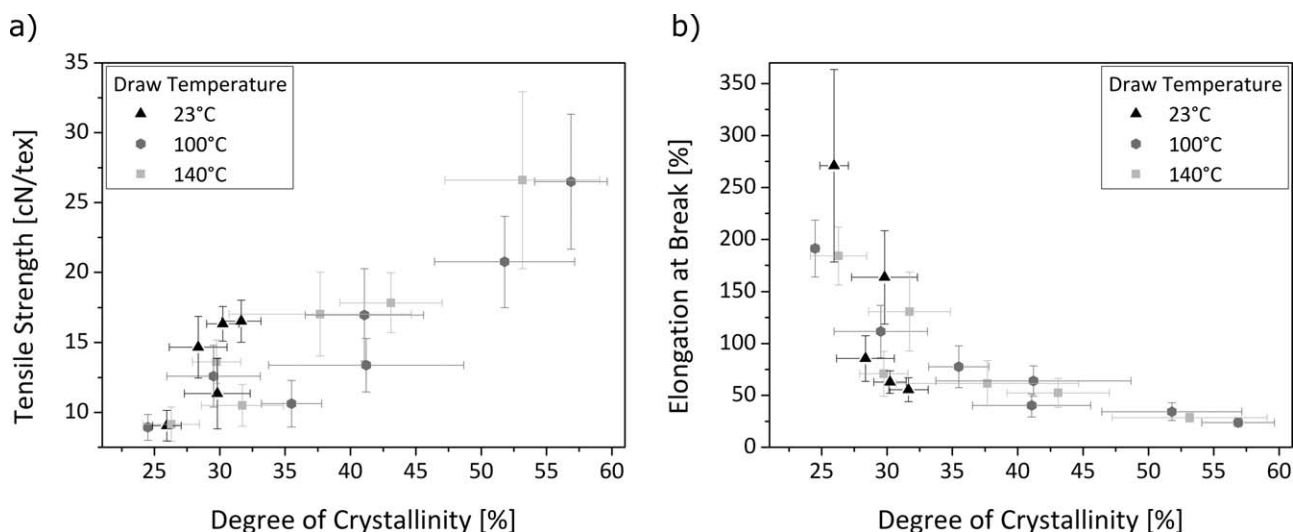 a)
Tensile Strength [cN/tex]
35
30
25
20
15
10
Draw Temperature
23°C
100°C
140°C
25 30 35 40 45 50 55 60
Degree of Crystallinity [%]
b)
Elongation at Break [%]
350
300
250
200
150
100
50
0
Draw Temperature
23°C
100°C
140°C
25 30 35 40 45 50 55 60
Degree of Crystallinity [%]